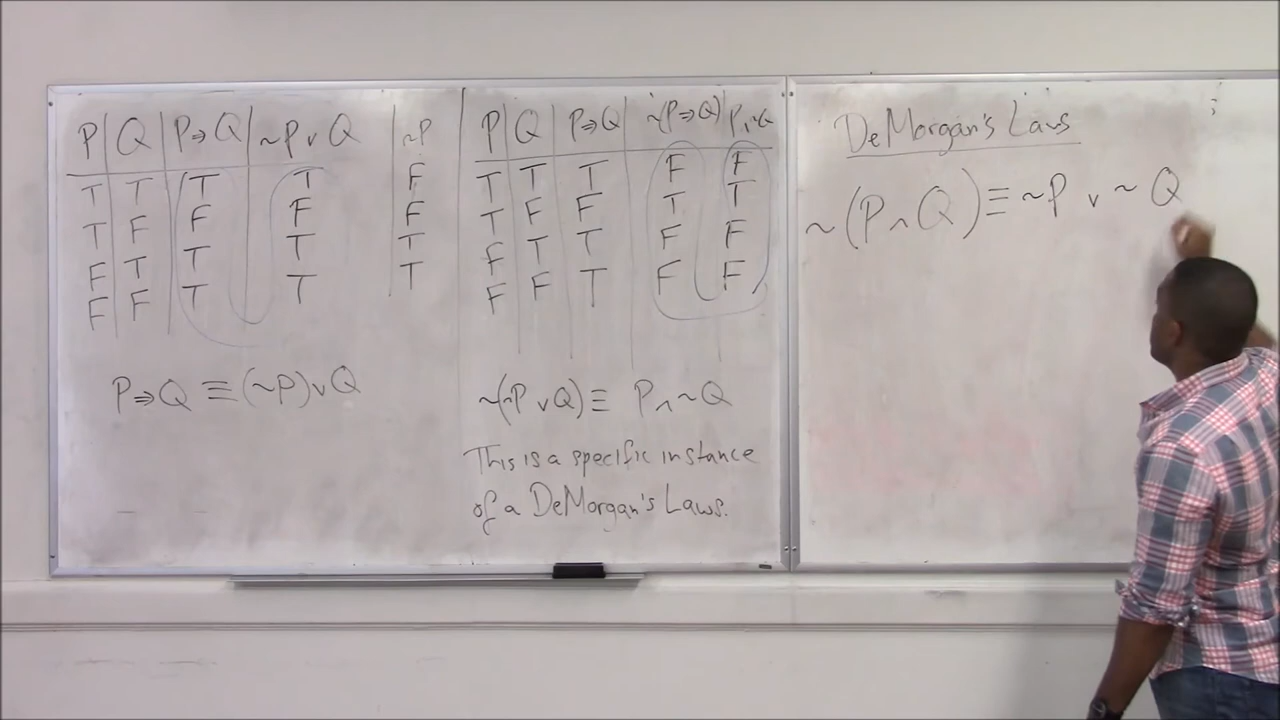 P Q P⇒Q ~P∨Q ~P
T T T T F
T F F F F
F T T T T
F F T T T
P⇒Q ≡ (~P)∨Q
P Q P⇒Q ~(P⇒Q) P∧~Q
T T T F F
T F F T T
F T T F F
F F T F F
~(~P∨Q) ≡ P∧~Q
This is a specific instance
of a DeMorgan's Laws.
DeMorgan's Laws
~(P∧Q) ≡ ~P ∨ ~Q